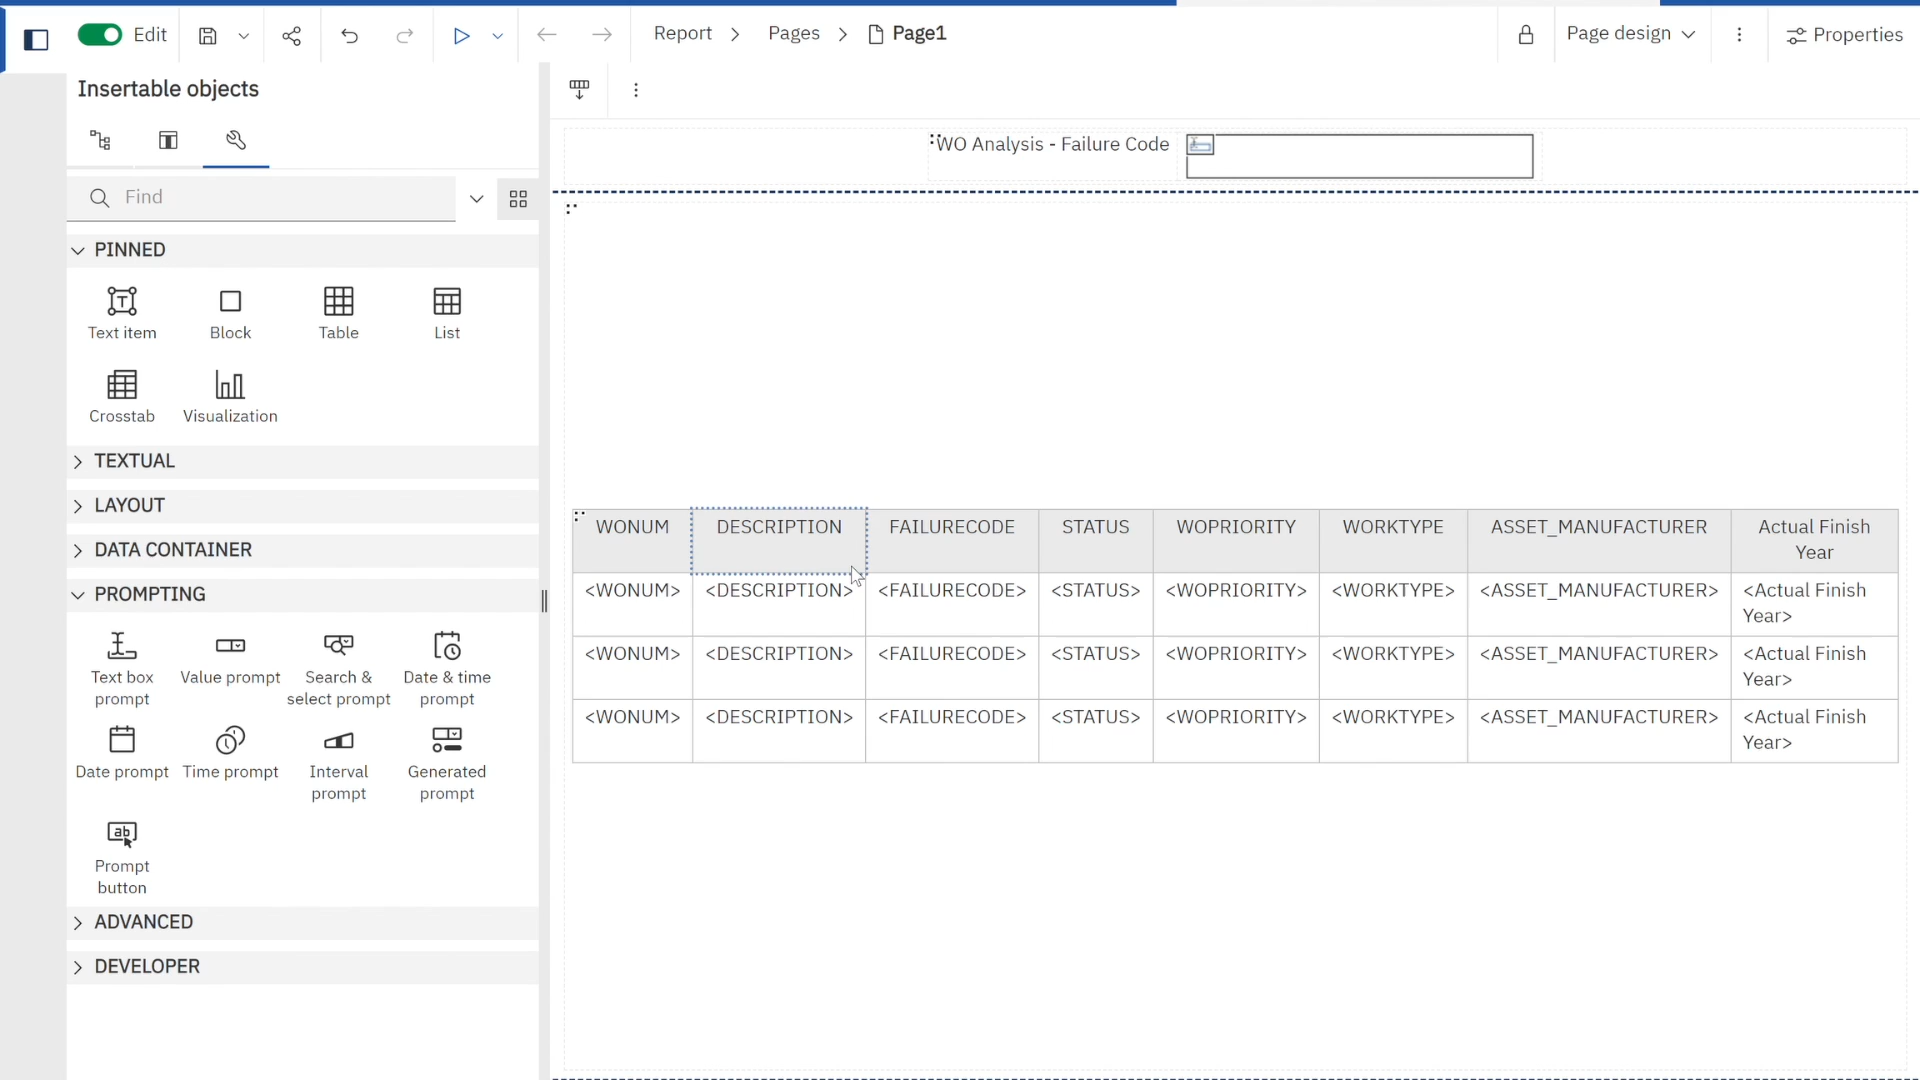 Edit
Report
Pages
Page1
Page design
Properties
Insertable objects
Find
PINNED
Text item
Block
Table
List
Crosstab
Visualization
TEXTUAL
LAYOUT
DATA CONTAINER
PROMPTING
Text box
prompt
Value prompt
Search &
select prompt
Date & time
prompt
Date prompt
Time prompt
Interval
prompt
Generated
prompt
ab
Prompt
button
ADVANCED
DEVELOPER
WO Analysis - Failure Code
WONUM DESCRIPTION FAILURECODE STATUS WOPRIORITY WORKTYPE ASSET_MANUFACTURER Actual Finish
Year
<WONUM> <DESCRIPTION> <FAILURECODE> <STATUS> <WOPRIORITY> <WORKTYPE> <ASSET_MANUFACTURER> <Actual Finish
Year>
<WONUM> <DESCRIPTION> <FAILURECODE> <STATUS> <WOPRIORITY> <WORKTYPE> <ASSET_MANUFACTURER> <Actual Finish
Year>
<WONUM> <DESCRIPTION> <FAILURECODE> <STATUS> <WOPRIORITY> <WORKTYPE> <ASSET_MANUFACTURER> <Actual Finish
Year>